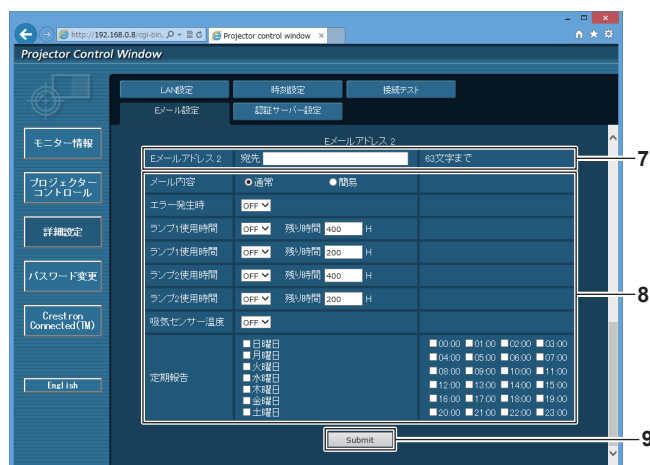 http://192.168.0.8/cgi-bin,
Projector control window
Projector Control Window
LAN設定 時刻設定 接続テスト
Eメール設定 認証サーバー設定
モニター情報
プロジェクター
コントロール
詳細設定
パスワード変更
Crestron
Connected(TM)
English
Eメールアドレス 2
Eメールアドレス 2 宛先 63文字まで
メール内容 通常 簡易
エラー発生時 OFF
ランプ1使用時間 OFF 残り時間 400 H
ランプ1使用時間 OFF 残り時間 200 H
ランプ2使用時間 OFF 残り時間 400 H
ランプ2使用時間 OFF 残り時間 200 H
吸気センサー温度 OFF
定期報告
日曜日
月曜日
火曜日
水曜日
木曜日
金曜日
土曜日
00:00 01:00 02:00 03:00
04:00 05:00 06:00 07:00
08:00 09:00 10:00 11:00
12:00 13:00 14:00 15:00
16:00 17:00 18:00 19:00
20:00 21:00 22:00 23:00
Submit
7
8
9